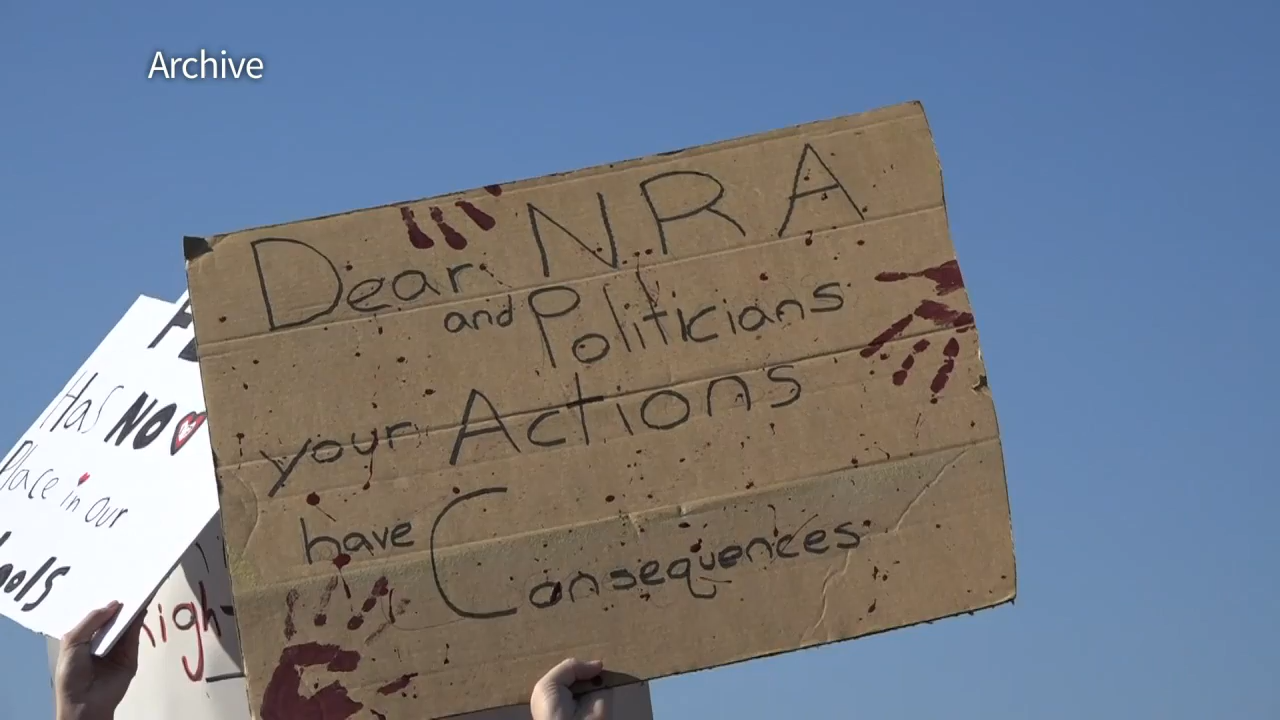 Archive
Dear NRA
and Politicians
your Actions
have Consequences
Has NO
Place in our